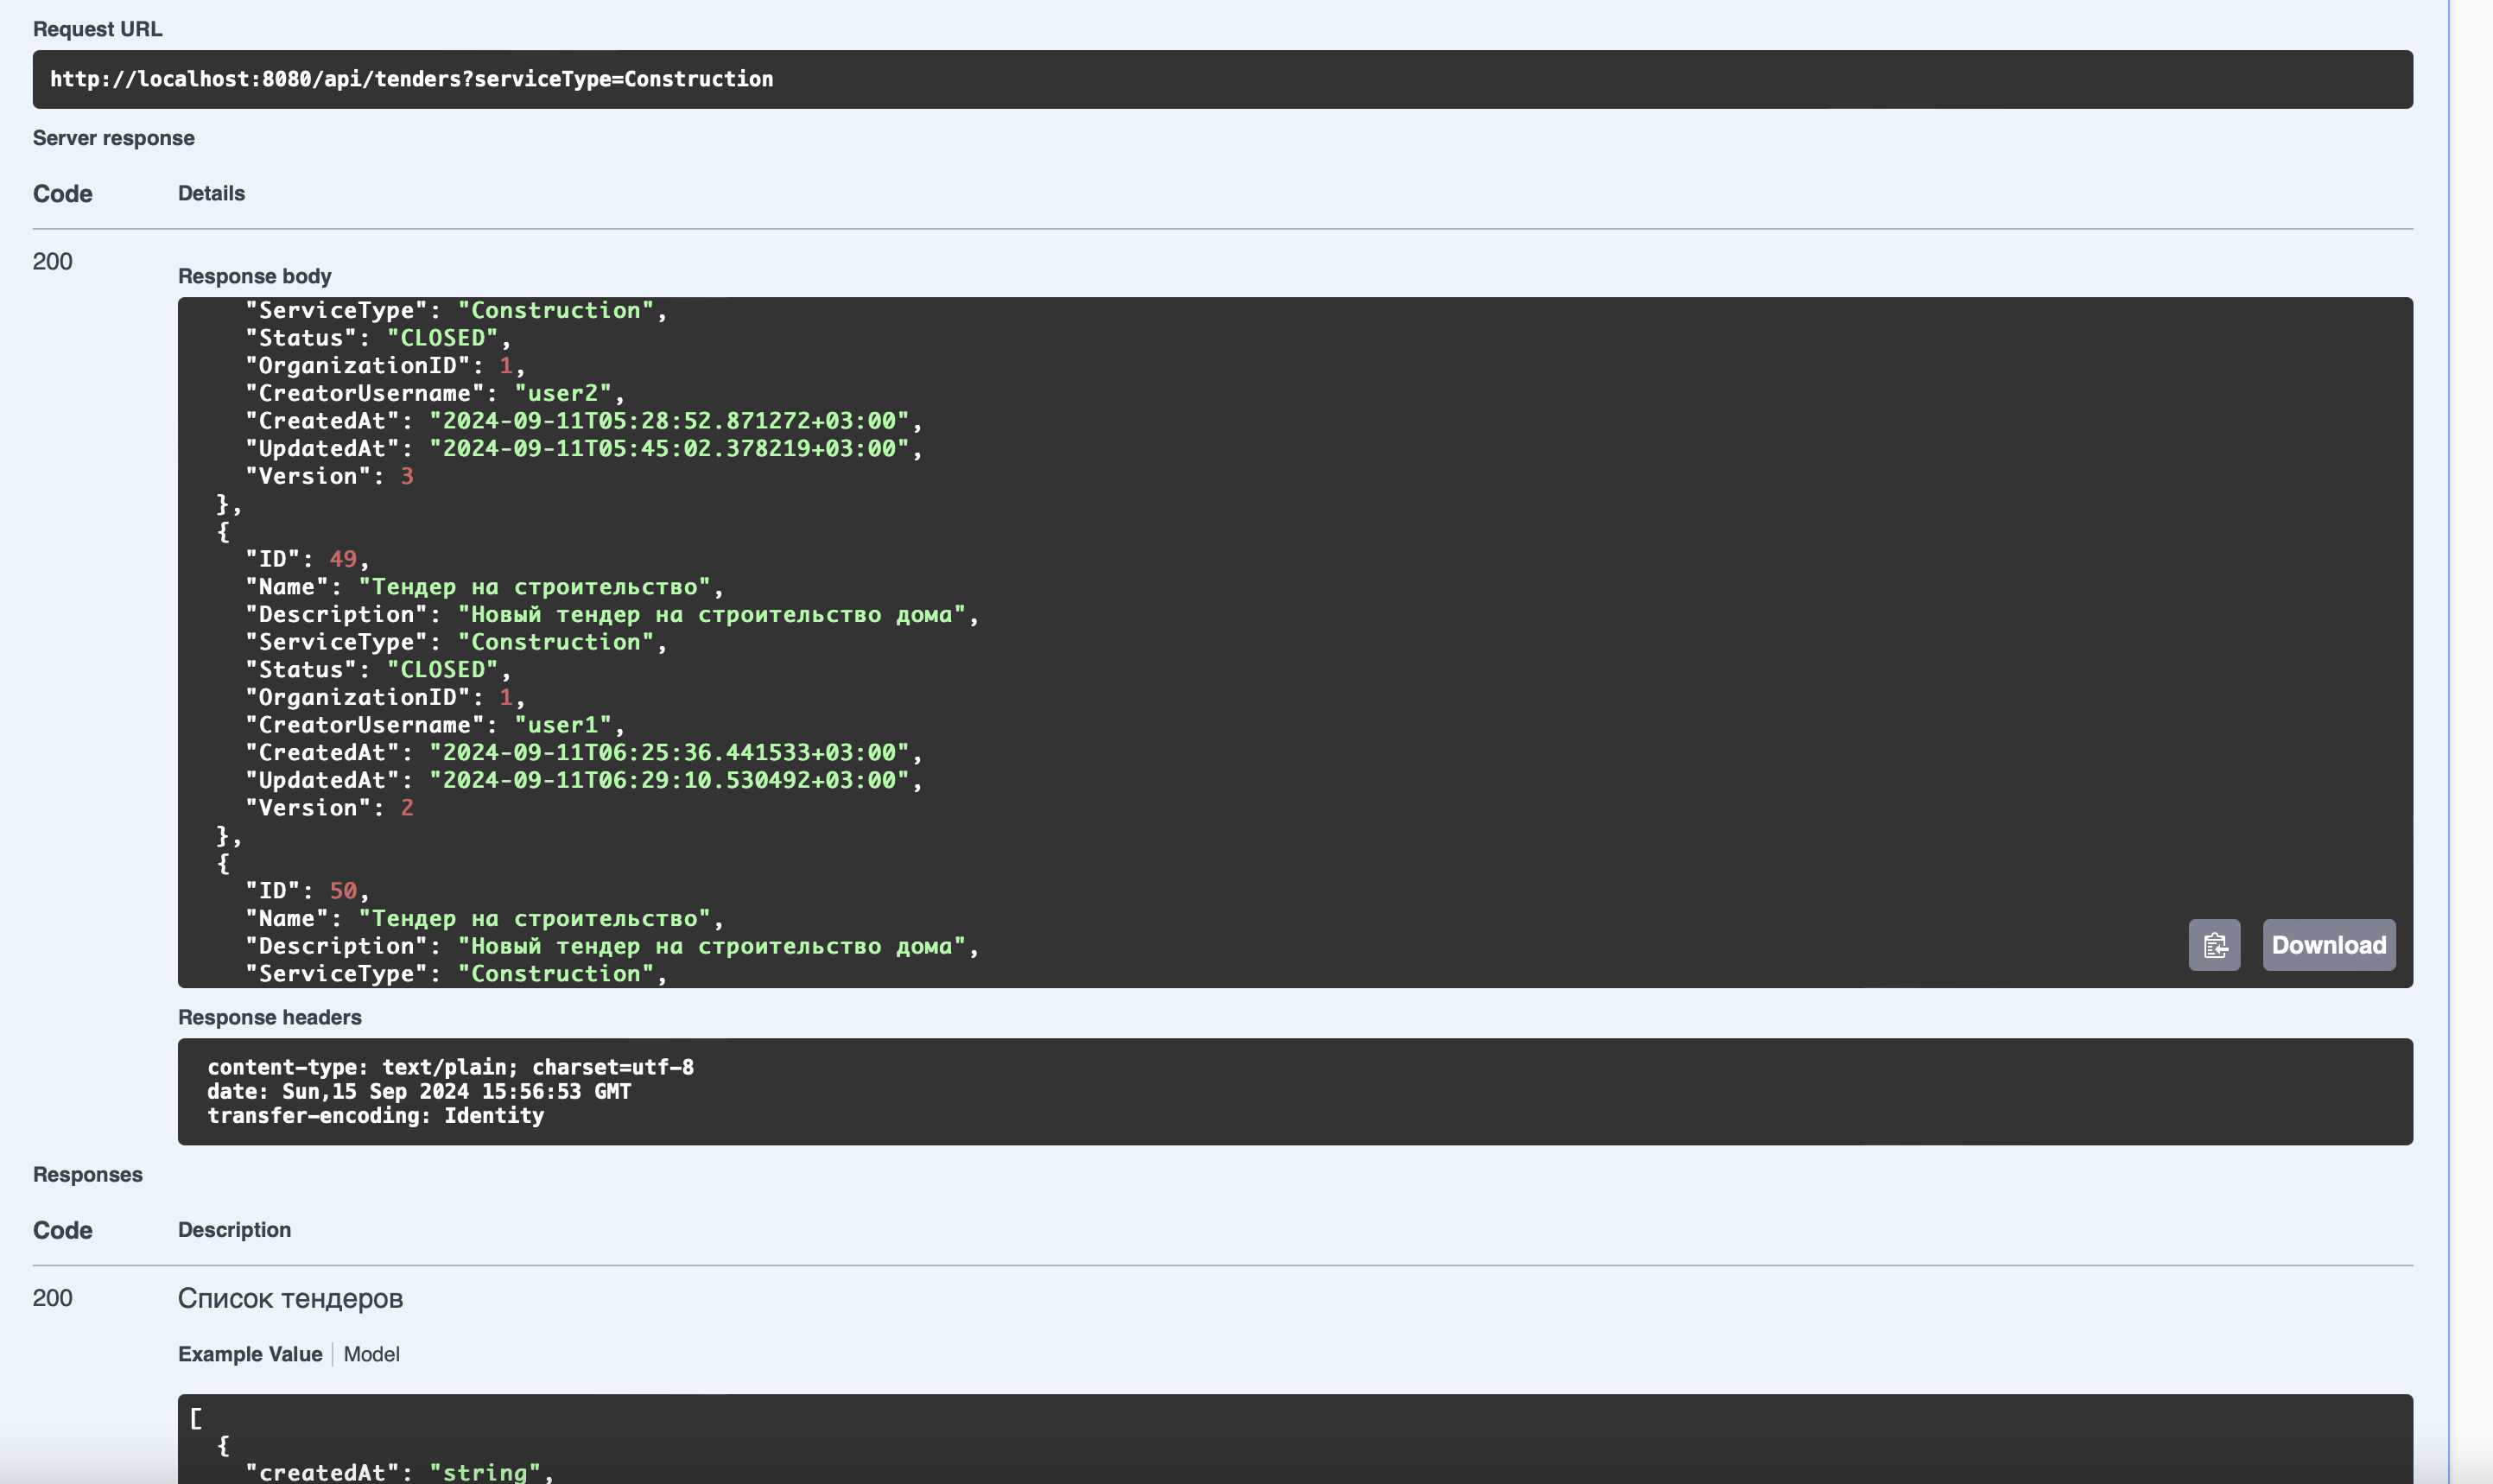 Request URL
http://localhost:8080/api/tenders?serviceType=Construction
Server response
Code Details
200
Response body
"ServiceType": "Construction",
"Status": "CLOSED",
"OrganizationID": 1,
"CreatorUsername": "user2",
"CreatedAt": "2024-09-11T05:28:52.871272+03:00",
"UpdatedAt": "2024-09-11T05:45:02.378219+03:00",
"Version": 3
},
{
"ID": 49,
"Name": "Тендер на строительство",
"Description": "Новый тендер на строительство дома",
"ServiceType": "Construction",
"Status": "CLOSED",
"OrganizationID": 1,
"CreatorUsername": "user1",
"CreatedAt": "2024-09-11T06:25:36.441533+03:00",
"UpdatedAt": "2024-09-11T06:29:10.530492+03:00",
"Version": 2
},
{
"ID": 50,
"Name": "Тендер на строительство",
"Description": "Новый тендер на строительство дома",
"ServiceType": "Construction",
Download
Response headers
content-type: text/plain; charset=utf-8
date: Sun,15 Sep 2024 15:56:53 GMT
transfer-encoding: Identity
Responses
Code Description
200 Список тендеров
Example Value Model
[
{
"createdAt": "string",